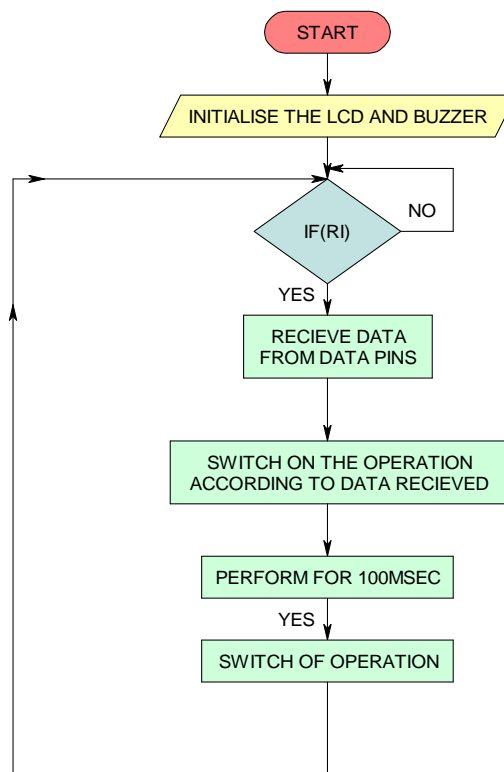 START
INITIALISE THE LCD AND BUZZER
IF(RI)
NO
YES
RECIEVE DATA
FROM DATA PINS
SWITCH ON THE OPERATION
ACCORDING TO DATA RECIEVED
PERFORM FOR 100MSEC
YES
SWITCH OF OPERATION